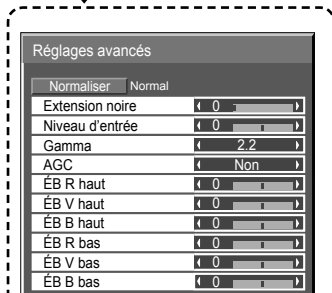 Réglages avancés
Normaliser Normal
Extension noire 0
Niveau d'entrée 0
Gamma 2.2
AGC Non
ÉB R haut 0
ÉB V haut 0
ÉB B haut 0
ÉB R bas 0
ÉB V bas 0
ÉB B bas 0